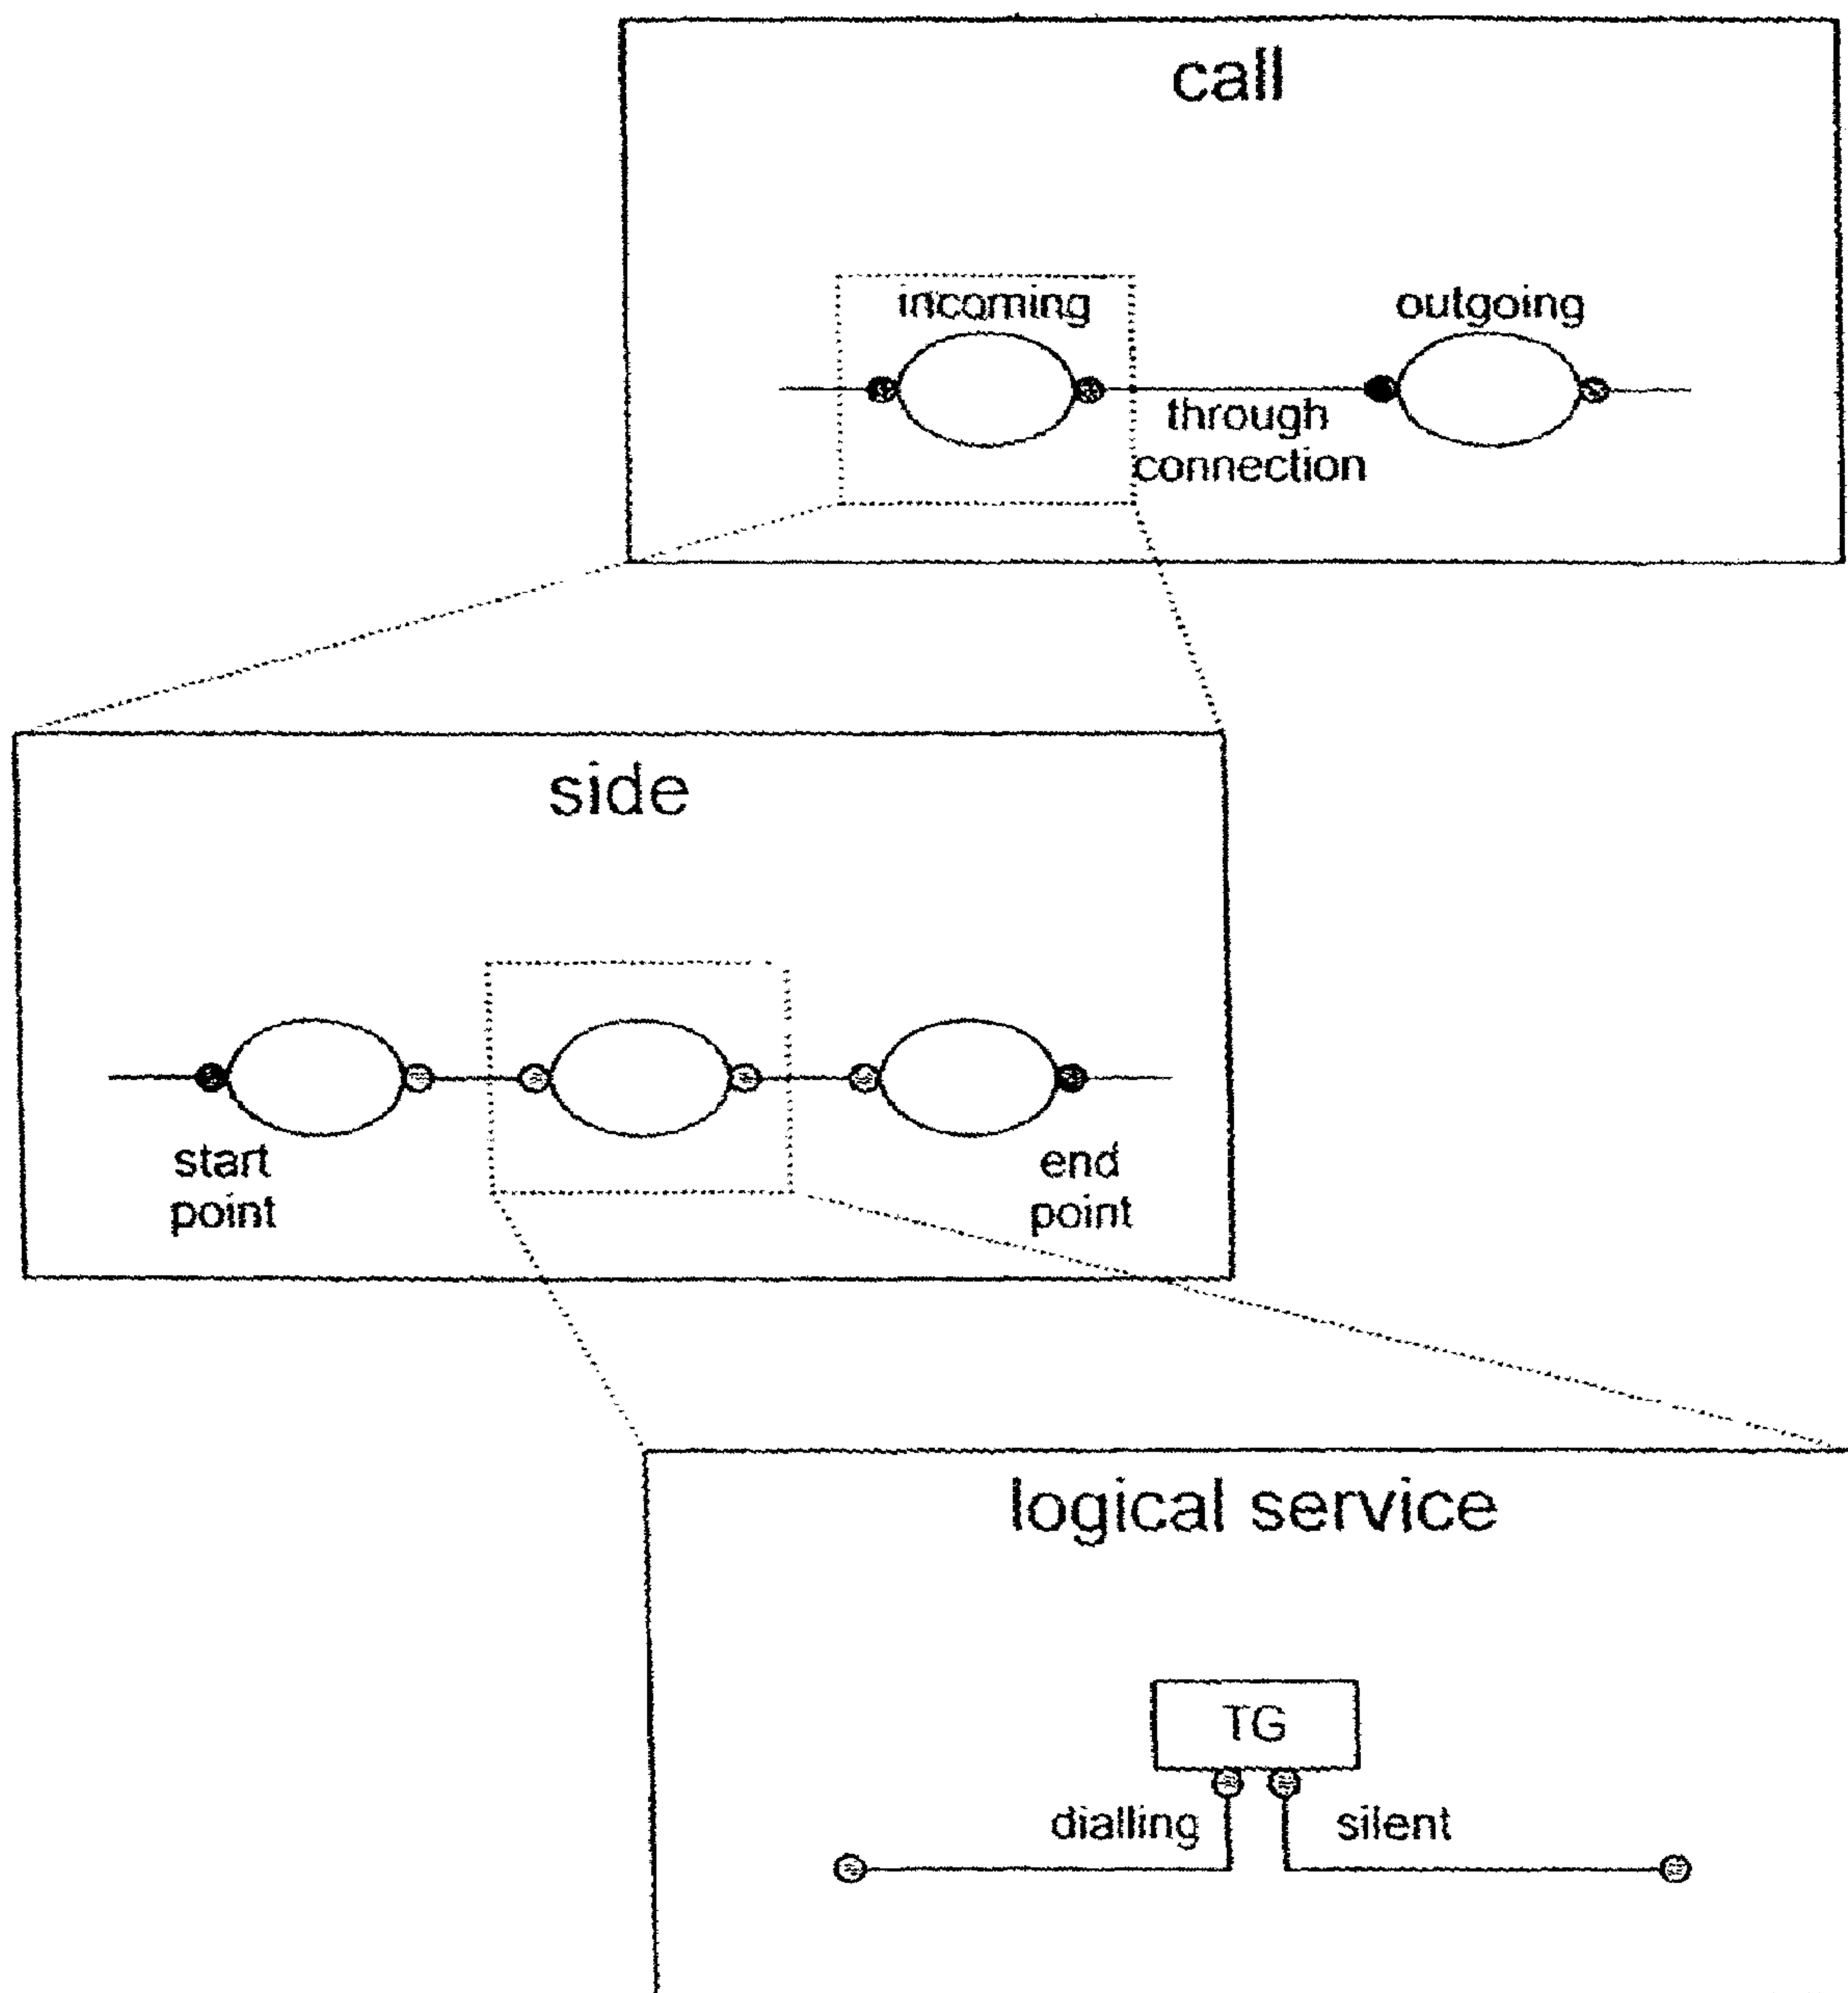 call
incoming
outgoing
through
connection
side
start
point
end
point
logical service
TG
dialling
silent